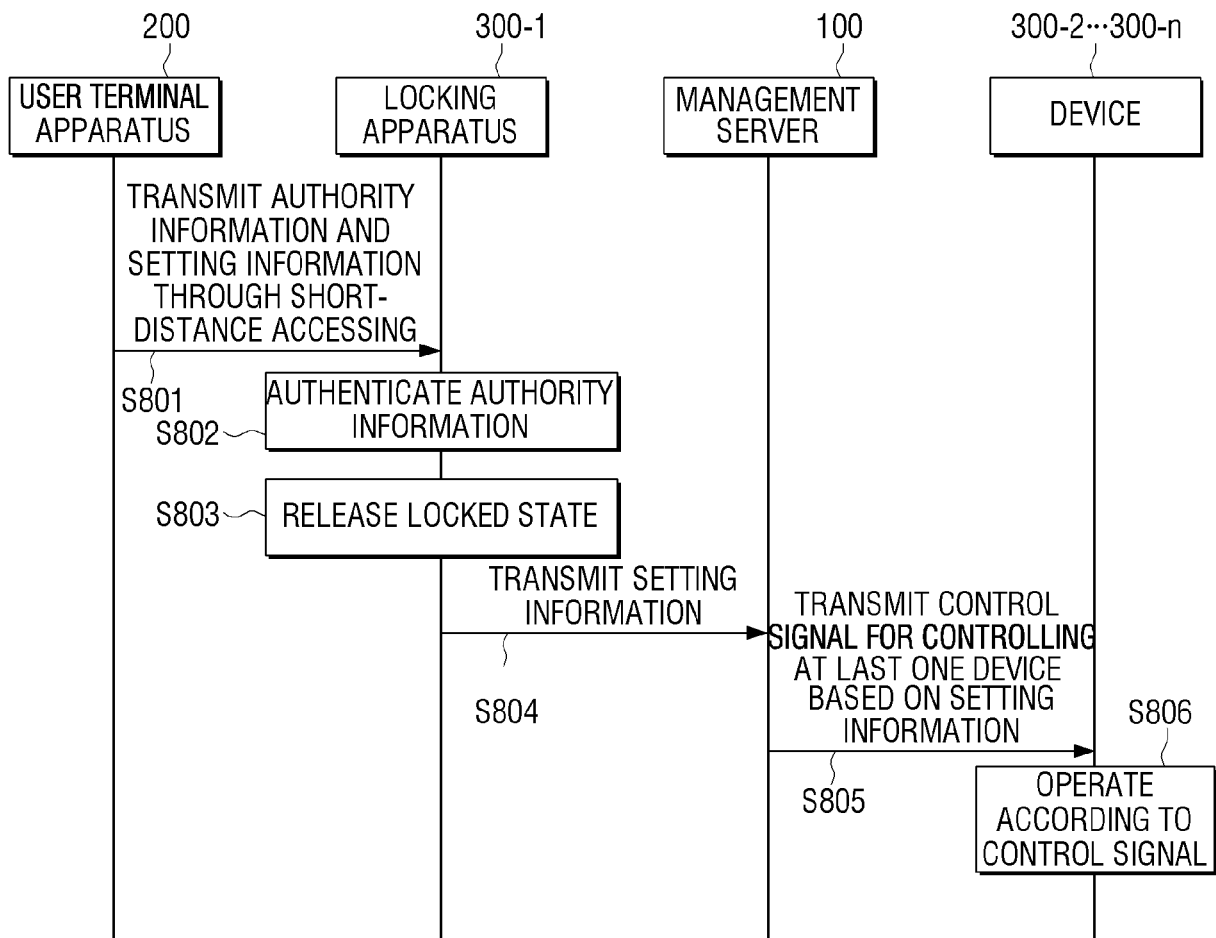 200
300-1
100
300-2···300-n
USER TERMINAL
APPARATUS
LOCKING
APPARATUS
MANAGEMENT
SERVER
DEVICE
TRANSMIT AUTHORITY
INFORMATION AND
SETTING INFORMATION
THROUGH SHORT-
DISTANCE ACCESSING
S801
AUTHENTICATE AUTHORITY
INFORMATION
S802
S803
RELEASE LOCKED STATE
TRANSMIT SETTING
INFORMATION
S804
TRANSMIT CONTROL
SIGNAL FOR CONTROLLING
AT LAST ONE DEVICE
BASED ON SETTING
INFORMATION
S805
S806
OPERATE
ACCORDING TO
CONTROL SIGNAL